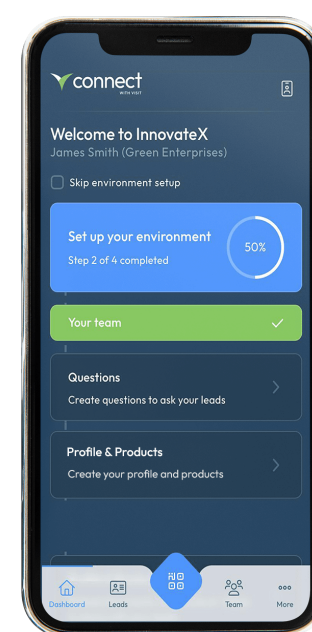 connect
WITH VISIT
Welcome to InnovateX
James Smith (Green Enterprises)
Skip environment setup
Set up your environment
Step 2 of 4 completed
50%
Your team
Questions
Create questions to ask your leads
Profile & Products
Create your profile and products
Dashboard
Leads
Team
More